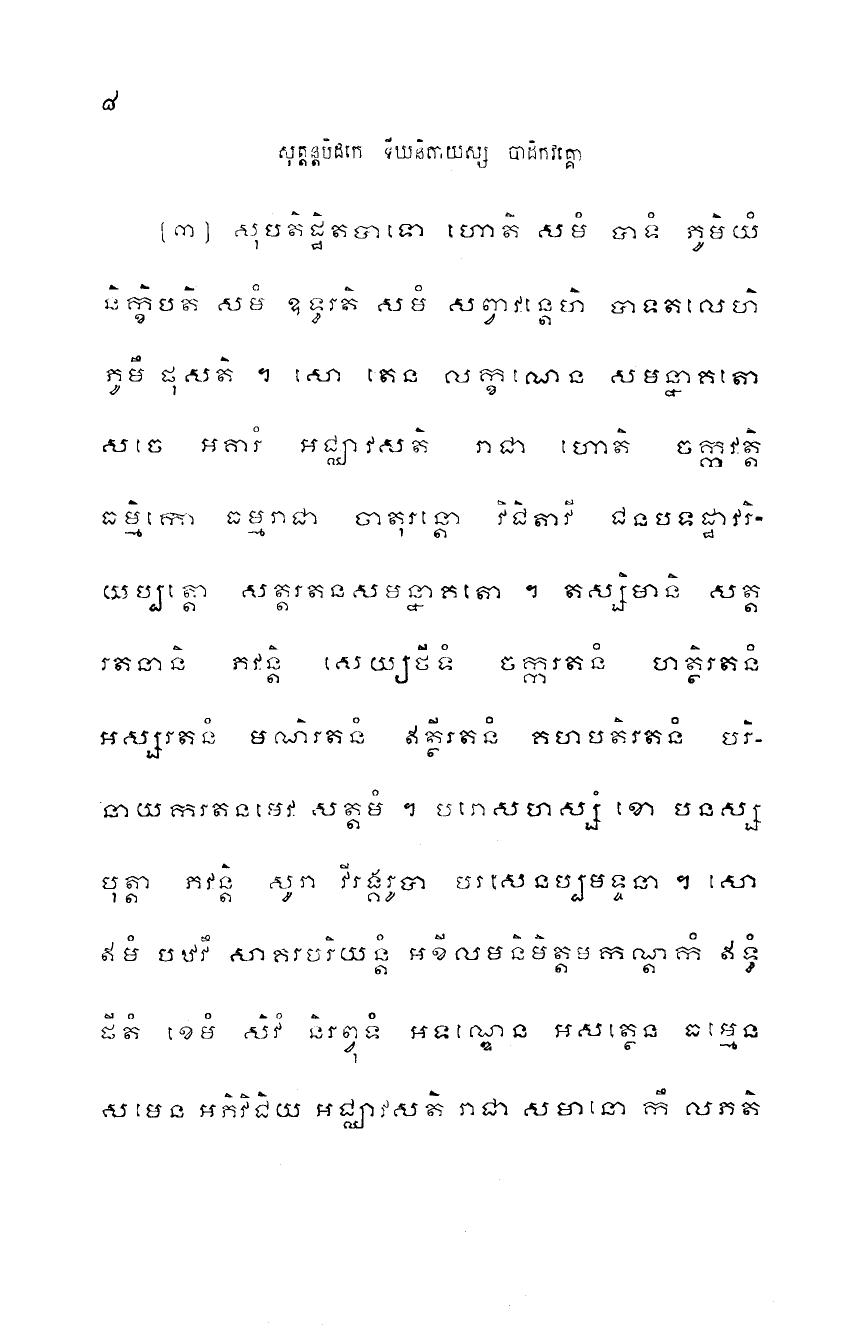 ៨
សុត្តន្តបិដកេ ទីឃនិកាយស្ស បាដិកវគ្គោ
(៣) សុបតិដ្ឋិតបាទោ ហោតិ សមំ បាទំ ភូមិយំ
និក្ខិបតិ សមំ ឧទ្ធរតិ សមំ សព្វាវន្តេហិ បាទតលេហិ
ភូមឹ ផុសតិ ។ សោ តេន លក្ខណេន សមន្នាគតោ
សចេ អគារំ អជ្ឈាវសតិ រាជា ហោតិ ចក្កវត្តិ
ធម្មិកោ ធម្មរាជា ចាតុរន្តោ វិជិតាវី ជនបទដ្ឋាវរិ-
យប្បត្តោ សត្តរតនសមន្នាគតោ ។ តស្សិមានិ សត្ត
រតនានិ ភវន្តិ សេយ្យថីទំ ចក្ករតនំ ហត្ថិរតនំ
អស្សរតនំ មណិរតនំ ឥត្ថីរតនំ គហបតិរតនំ បរិ-
នាយករតនមេវ សត្តមំ ។ បរោសហស្សំ ខោ បនស្ស
បុត្តា ភវន្តិ សូរា វីរង្គរូបា បរសេនប្បមទ្ទនា ។ សោ
ឥមំ បឋវឹ សាគរបរិយន្តំ អខីលមនិមិត្តមកណ្តកំ ឥទ្ធំ
ផីតំ ខេមំ សិវំ និរព្វុទំ អទណ្ឌេន អសត្ថេន ធម្មេន
សមេន អភិវិជិយ អជ្ឈាវសតិ រាជា សមានោ កឹ លភតិ